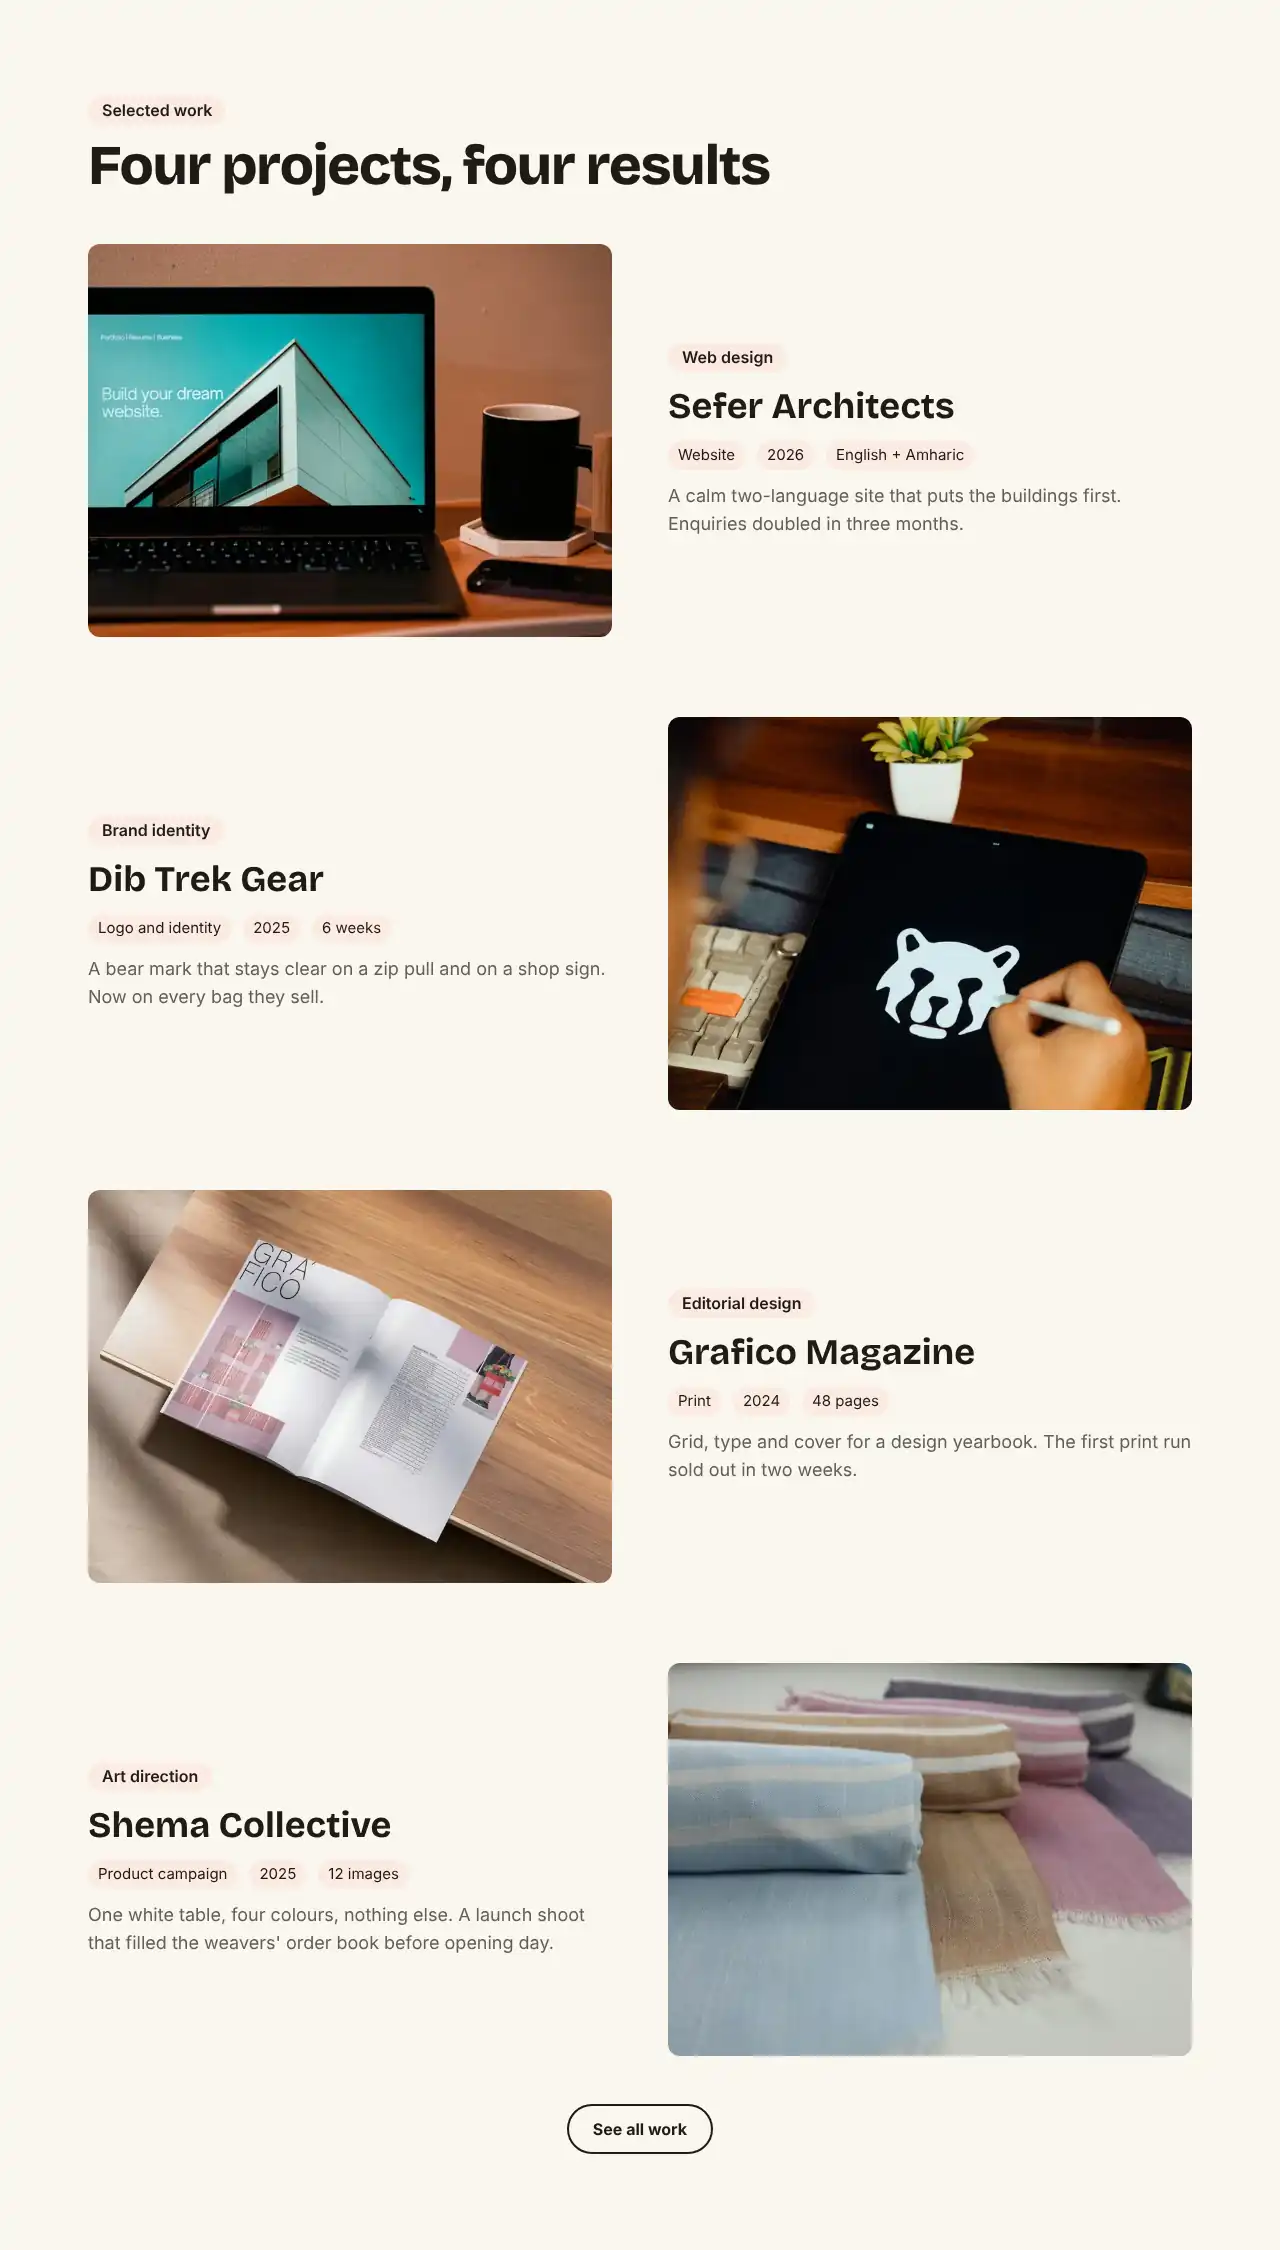 Selected work
Four projects, four results
Portfolio | Resume | Business
Build your dream
website.
Web design
Sefer Architects
Website
2026
English + Amharic
A calm two-language site that puts the buildings first.
Enquiries doubled in three months.
Brand identity
Dib Trek Gear
Logo and identity
2025
6 weeks
A bear mark that stays clear on a zip pull and on a shop sign.
Now on every bag they sell.
GRÁ
FICO
Editorial design
Grafico Magazine
Print
2024
48 pages
Grid, type and cover for a design yearbook. The first print run
sold out in two weeks.
Art direction
Shema Collective
Product campaign
2025
12 images
One white table, four colours, nothing else. A launch shoot
that filled the weavers' order book before opening day.
See all work